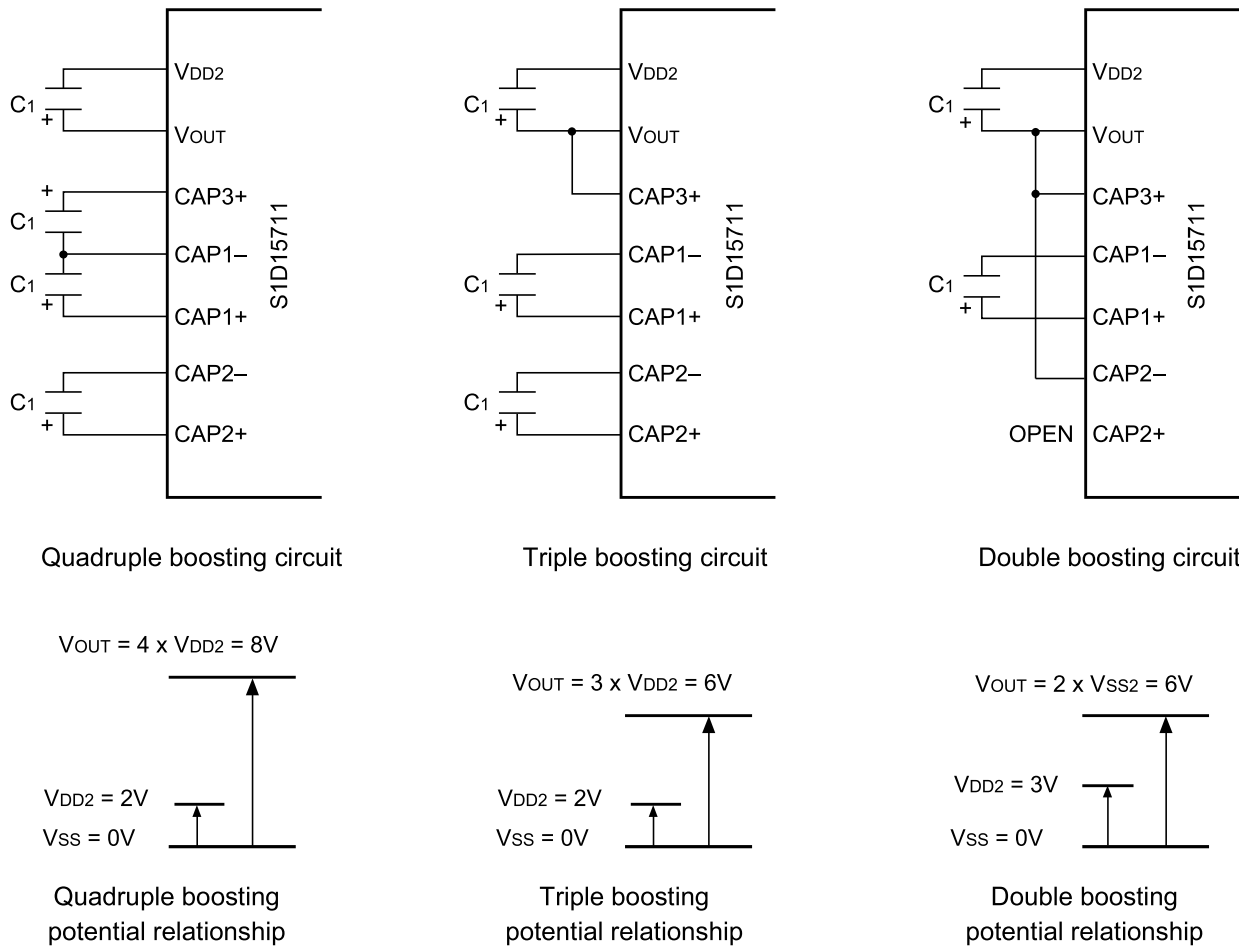 VDD2
C1
+
VOUT
+
CAP3+
C1
CAP1–
C1
+
CAP1+
CAP2–
C1
+
CAP2+
S1D15711
Quadruple boosting circuit
VDD2
C1
+
VOUT
CAP3+
CAP1–
C1
+
CAP1+
CAP2–
C1
+
CAP2+
S1D15711
Triple boosting circuit
VDD2
C1
+
VOUT
CAP3+
CAP1–
C1
+
CAP1+
CAP2–
OPEN
CAP2+
S1D15711
Double boosting circuit
VOUT = 4 x VDD2 = 8V
VDD2 = 2V
VSS = 0V
Quadruple boosting
potential relationship
VOUT = 3 x VDD2 = 6V
VDD2 = 2V
VSS = 0V
Triple boosting
potential relationship
VOUT = 2 x VSS2 = 6V
VDD2 = 3V
VSS = 0V
Double boosting
potential relationship